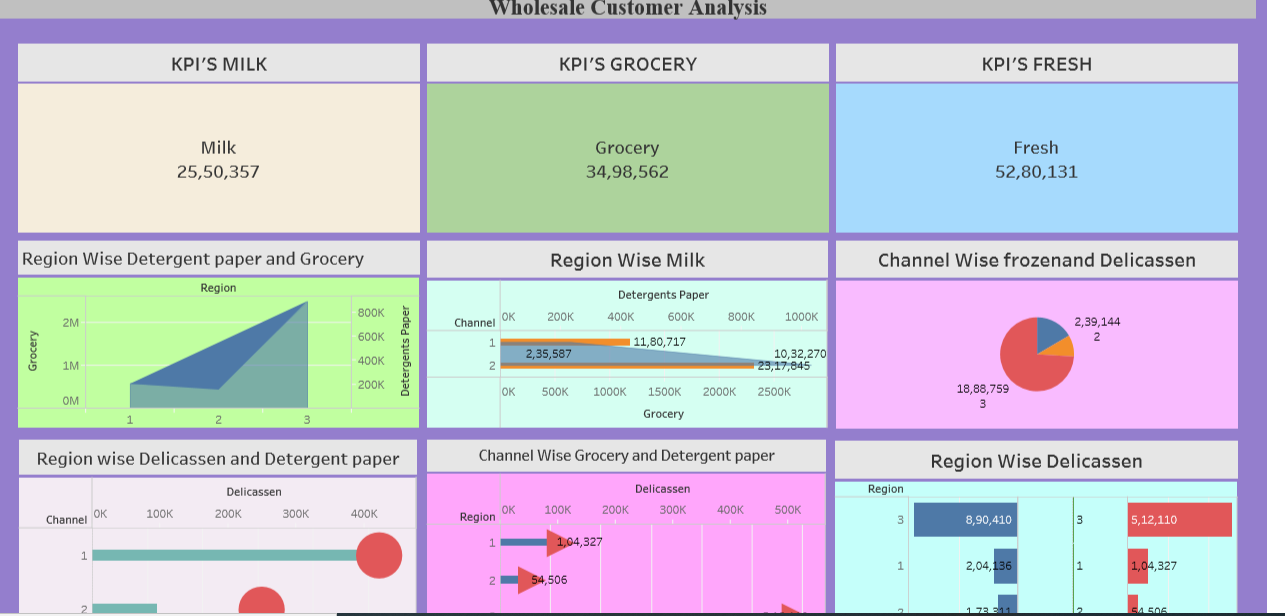 Wholesale Customer Analysis
KPI'S MILK
KPI'S GROCERY
KPI'S FRESH
Milk
25,50,357
Grocery
34,98,562
Fresh
52,80,131
Region Wise Detergent paper and Grocery
Region
Grocery
2M
1M
0M
800K
600K
400K
200K
Detergents Paper
1 2 3
Region Wise Milk
Detergents Paper
Channel
0K 200K 400K 600K 800K 1000K
1
11,80,717
2,35,587
10,32,270
2
23,17,845
0K 500K 1000K 1500K 2000K 2500K
Grocery
Channel Wise frozenand Delicassen
2,39,144
2
18,88,759
3
Region wise Delicassen and Detergent paper
Delicassen
Channel
0K 100K 200K 300K 400K
1
2
Channel Wise Grocery and Detergent paper
Delicassen
Region
0K 100K 200K 300K 400K 500K
1
1,04,327
2
54,506
Region Wise Delicassen
Region
3 8,90,410 3 5,12,110
1 2,04,136 1 1,04,327
2 1,73,311 2 54,506